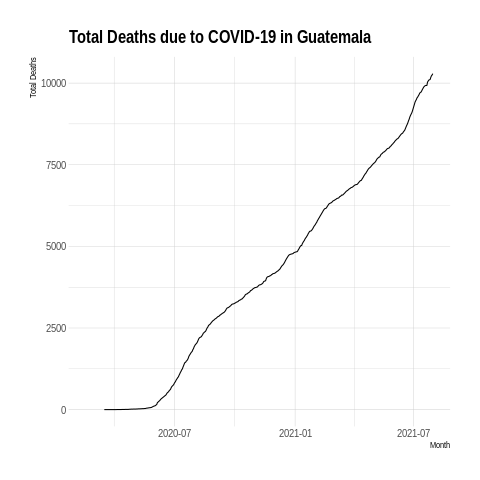 Total Deaths due to COVID-19 in Guatemala
Total Deaths
10000
7500
5000
2500
0
2020-07
2021-01
2021-07
Month